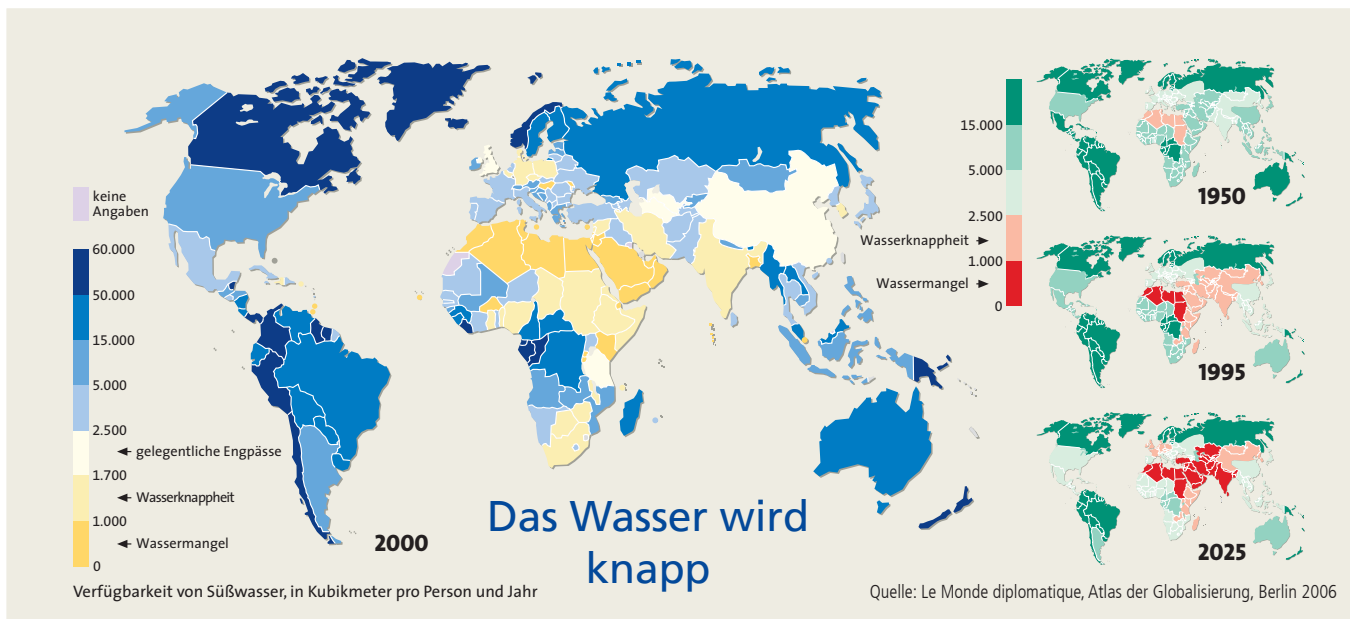 keine
Angaben
60.000
50.000
15.000
5.000
2.500
gelegentliche Engpässe
1.700
Wasserknappheit
1.000
Wassermangel
0
2000
Verfügbarkeit von Süßwasser, in Kubikmeter pro Person und Jahr
Das Wasser wird
knapp
15.000
5.000
2.500
Wasserknappheit
1.000
Wassermangel
0
1950
1995
2025
Quelle: Le Monde diplomatique, Atlas der Globalisierung, Berlin 2006